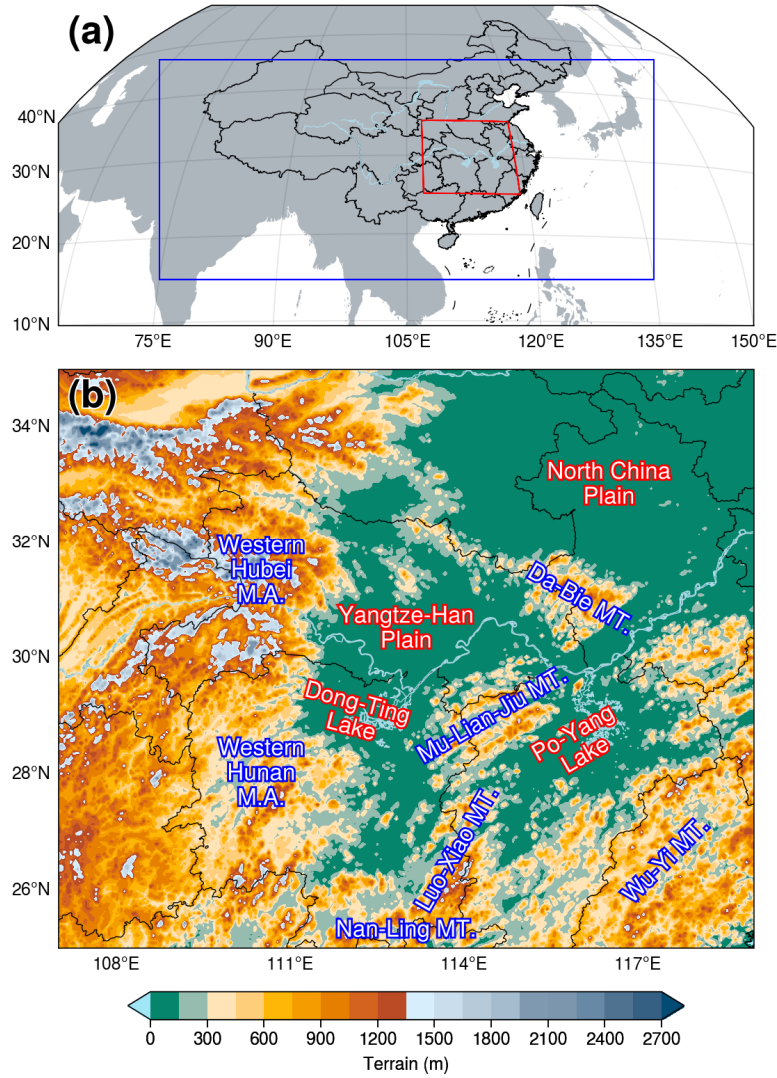 (a)
40°N
30°N
20°N
10°N
75°E
90°E
105°E
120°E
135°E
150°E
(b)
34°N
32°N
30°N
28°N
26°N
North China
Plain
Western
Hubei
M.A.
Da-Bie MT.
Yangtze-Han
Plain
Dong-Ting
Lake
Mu-Lian-Jiu MT.
Po-Yang
Lake
Western
Hunan
M.A.
Luo-Xiao MT.
Wu-Yi MT.
Nan-Ling MT.
108°E
111°E
114°E
117°E
0
300
600
900
1200
1500
1800
2100
2400
2700
Terrain (m)